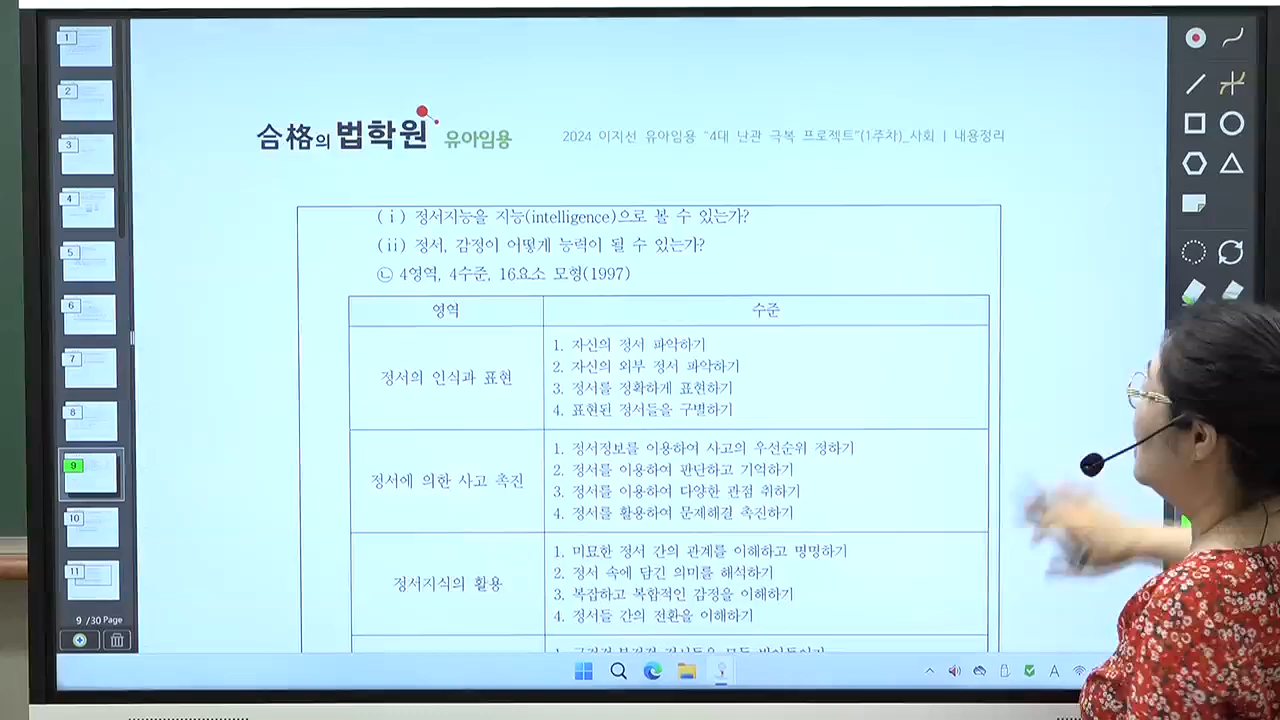 1
2
3
4
5
6
7
8
9
10
11
9 /30 Page
合格의 법학원 유아임용
2024 이지선 유아임용 "4대 난관 극복 프로젝트"(1주차)_사회 | 내용정리
(ⅰ) 정서지능을 지능(intelligence)으로 볼 수 있는가?
(ⅱ) 정서, 감정이 어떻게 능력이 될 수 있는가?
㉡ 4영역, 4수준, 16요소 모형(1997)
영역
수준
정서의 인식과 표현
1. 자신의 정서 파악하기
2. 자신의 외부 정서 파악하기
3. 정서를 정확하게 표현하기
4. 표현된 정서들을 구별하기
정서에 의한 사고 촉진
1. 정서정보를 이용하여 사고의 우선순위 정하기
2. 정서를 이용하여 판단하고 기억하기
3. 정서를 이용하여 다양한 관점 취하기
4. 정서를 활용하여 문제해결 촉진하기
정서지식의 활용
1. 미묘한 정서 간의 관계를 이해하고 명명하기
2. 정서 속에 담긴 의미를 해석하기
3. 복잡하고 복합적인 감정을 이해하기
4. 정서들 간의 전환을 이해하기
A